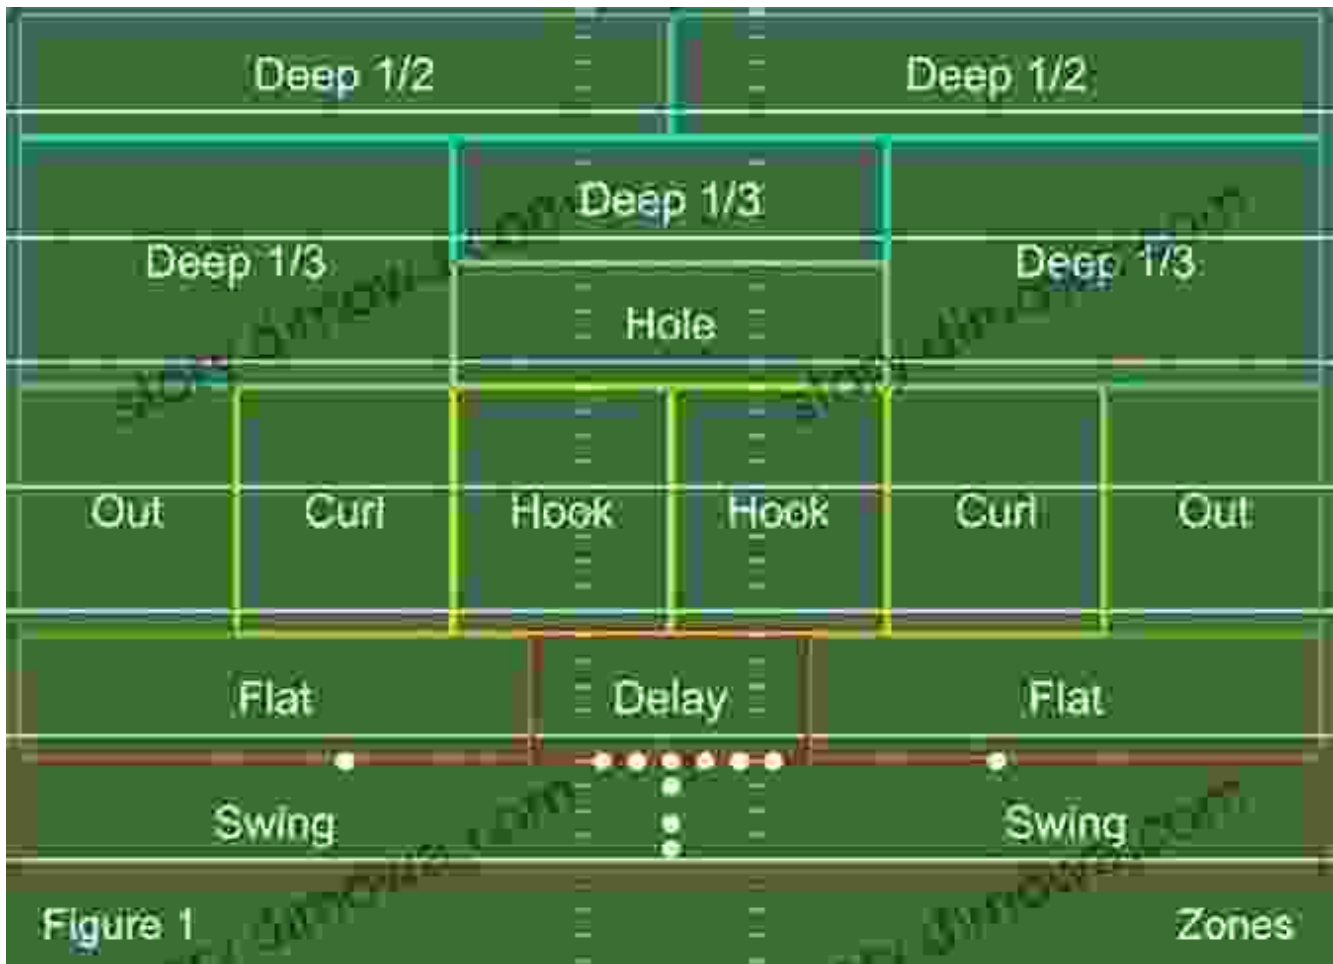 Deep 1/2 Deep 1/2
Deep 1/3
Deep 1/3 Deep 1/3
Hole
Out Curl Hook Hook Curl Out
Flat Delay Flat
Swing Swing
Figure 1 Zones